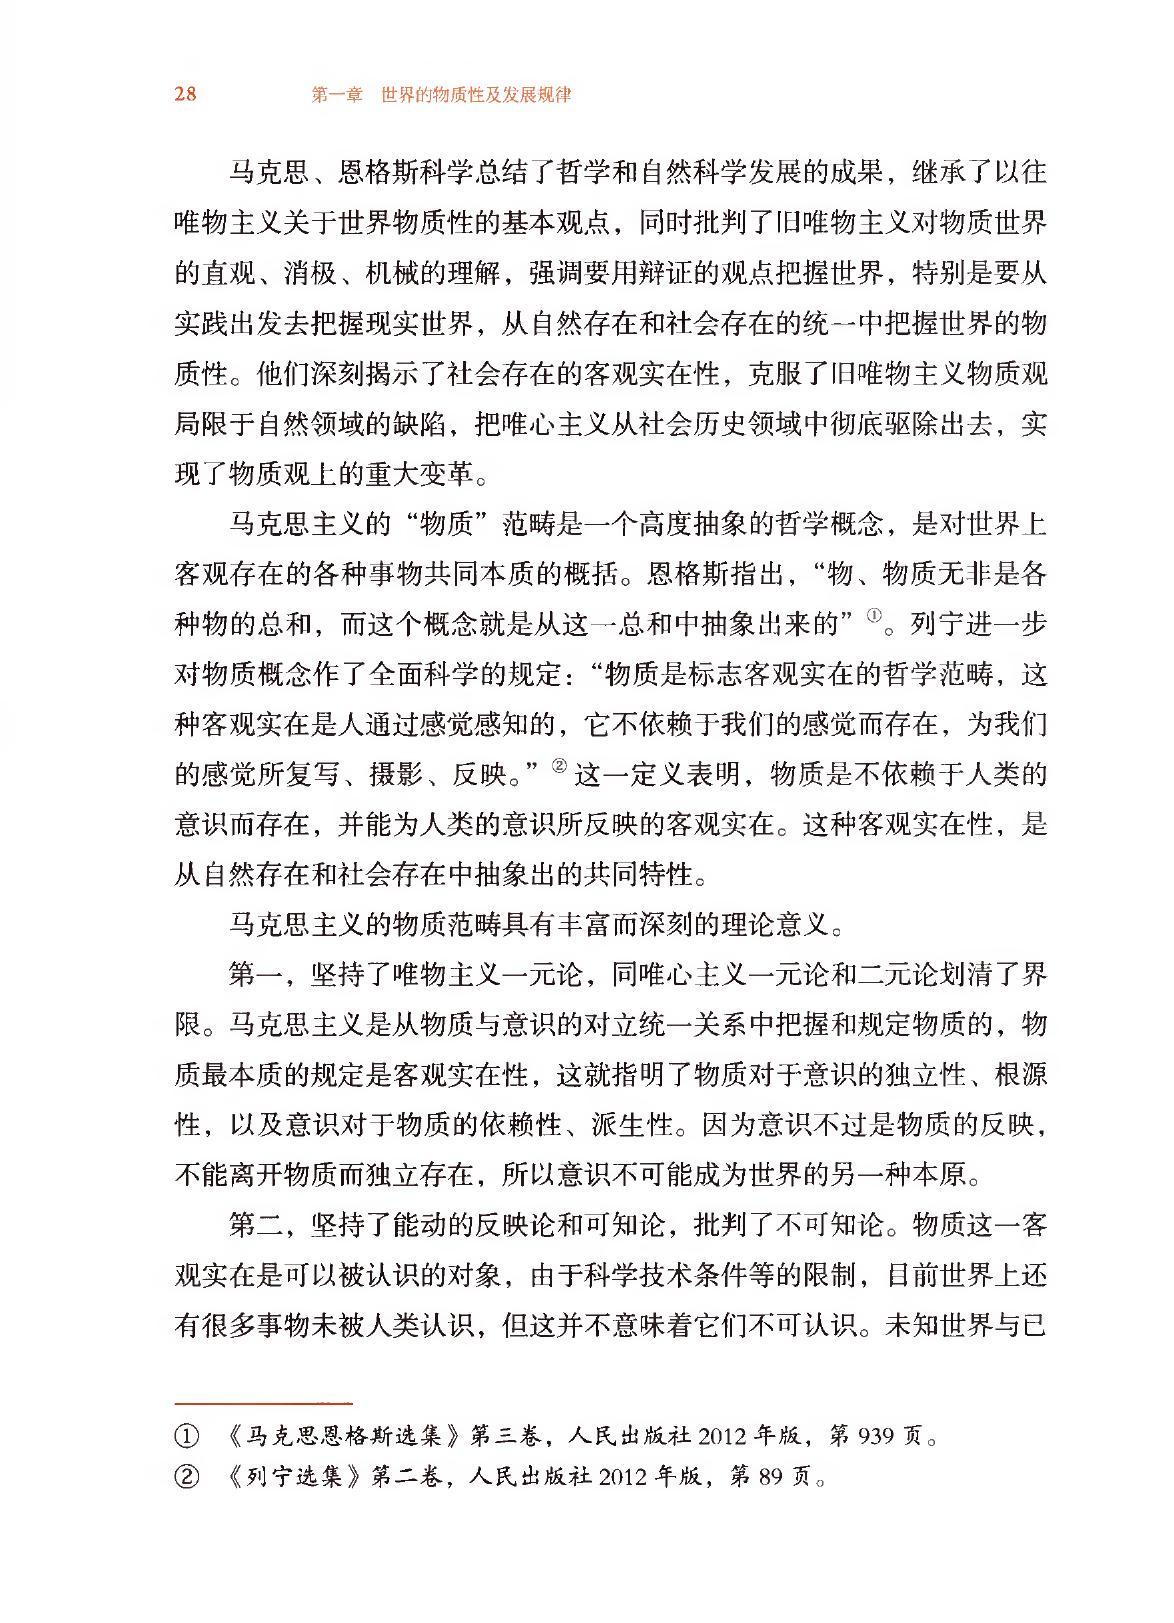 28 第一章 世界的物质性及发展规律
马克思、恩格斯科学总结了哲学和自然科学发展的成果，继承了以往
唯物主义关于世界物质性的基本观点，同时批判了旧唯物主义对物质世界
的直观、消极、机械的理解，强调要用辩证的观点把握世界，特别是要从
实践出发去把握现实世界，从自然存在和社会存在的统一中把握世界的物
质性。他们深刻揭示了社会存在的客观实在性，克服了旧唯物主义物质观
局限于自然领域的缺陷，把唯心主义从社会历史领域中彻底驱除出去，实
现了物质观上的重大变革。
马克思主义的“物质”范畴是一个高度抽象的哲学概念，是对世界上
客观存在的各种事物共同本质的概括。恩格斯指出，“物、物质无非是各
种物的总和，而这个概念就是从这一总和中抽象出来的”①。列宁进一步
对物质概念作了全面科学的规定：“物质是标志客观实在的哲学范畴，这
种客观实在是人通过感觉感知的，它不依赖于我们的感觉而存在，为我们
的感觉所复写、摄影、反映。”②这一定义表明，物质是不依赖于人类的
意识而存在，并能为人类的意识所反映的客观实在。这种客观实在性，是
从自然存在和社会存在中抽象出的共同特性。
马克思主义的物质范畴具有丰富而深刻的理论意义。
第一，坚持了唯物主义一元论，同唯心主义一元论和二元论划清了界
限。马克思主义是从物质与意识的对立统一关系中把握和规定物质的，物
质最本质的规定是客观实在性，这就指明了物质对于意识的独立性、根源
性，以及意识对于物质的依赖性、派生性。因为意识不过是物质的反映，
不能离开物质而独立存在，所以意识不可能成为世界的另一种本原。
第二，坚持了能动的反映论和可知论，批判了不可知论。物质这一客
观实在是可以被认识的对象，由于科学技术条件等的限制，目前世界上还
有很多事物未被人类认识，但这并不意味着它们不可认识。未知世界与已
① 《马克思恩格斯选集》第三卷，人民出版社 2012 年版，第 939 页。
② 《列宁选集》第二卷，人民出版社 2012 年版，第 89 页。